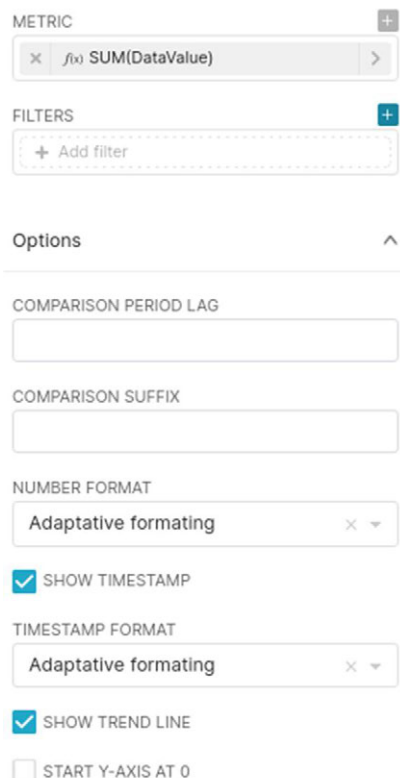 METRIC
f(x) SUM(DataValue)
FILTERS
+ Add filter
Options
COMPARISON PERIOD LAG
COMPARISON SUFFIX
NUMBER FORMAT
Adaptative formating
SHOW TIMESTAMP
TIMESTAMP FORMAT
Adaptative formating
SHOW TREND LINE
START Y-AXIS AT 0